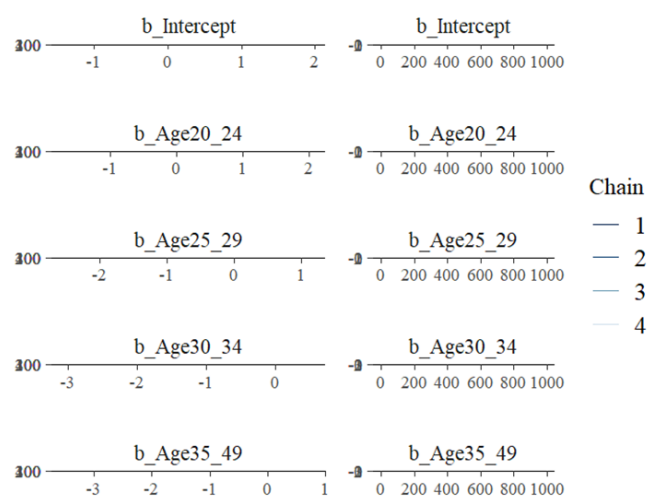 b_Intercept b_Intercept
-1 0 1 2 0 200 400 600 800 1000
b_Age20_24 b_Age20_24
-1 0 1 2 0 200 400 600 800 1000
b_Age25_29 b_Age25_29
-2 -1 0 1 0 200 400 600 800 1000
b_Age30_34 b_Age30_34
-3 -2 -1 0 0 200 400 600 800 1000
b_Age35_49 b_Age35_49
-3 -2 -1 0 1 0 200 400 600 800 1000
Chain
1
2
3
4